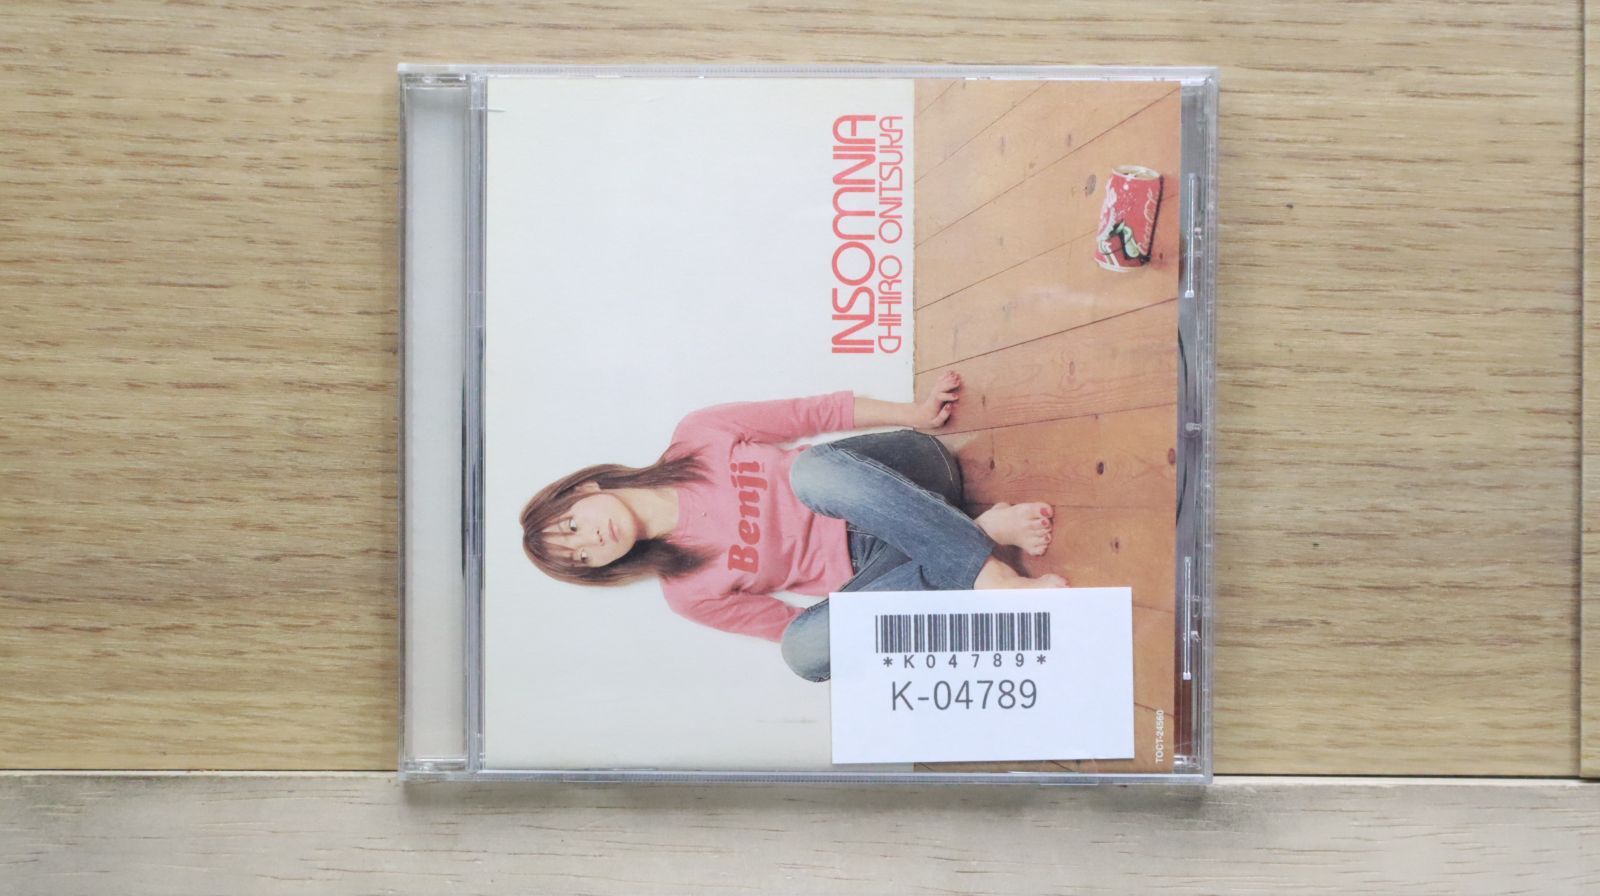 INSOMNIA
CHIHIRO ONITSUKA
Benji
*K04789*
K-04789
TOCT-24560